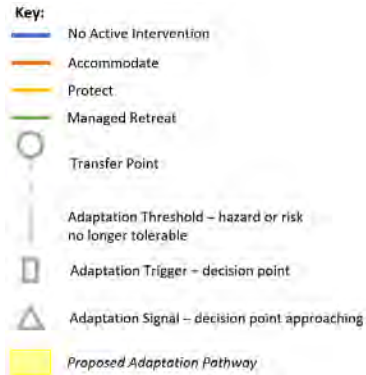 Key:
No Active Intervention
Accommodate
Protect
Managed Retreat
Transfer Point
Adaptation Threshold – hazard or risk
no longer tolerable
Adaptation Trigger – decision point
Adaptation Signal – decision point approaching
Proposed Adaptation Pathway